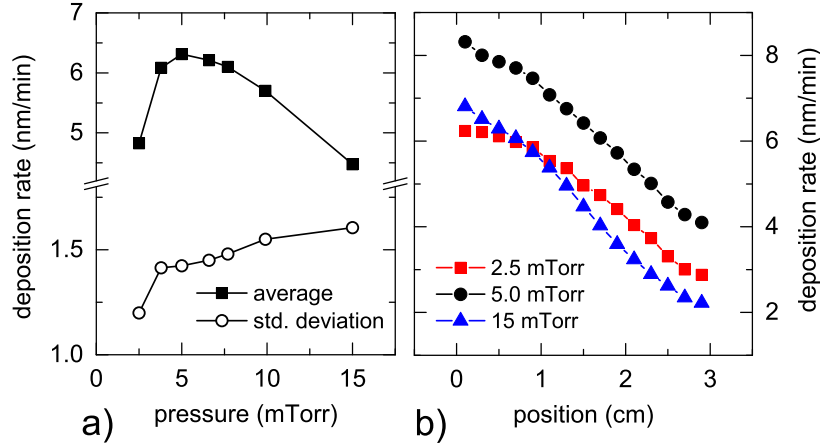 7
6
5
1.5
1.0
deposition rate (nm/min)
average
std. deviation
0 5 10 15
a) pressure (mTorr)
8
6
4
2
deposition rate (nm/min)
2.5 mTorr
5.0 mTorr
15 mTorr
0 1 2 3
b) position (cm)